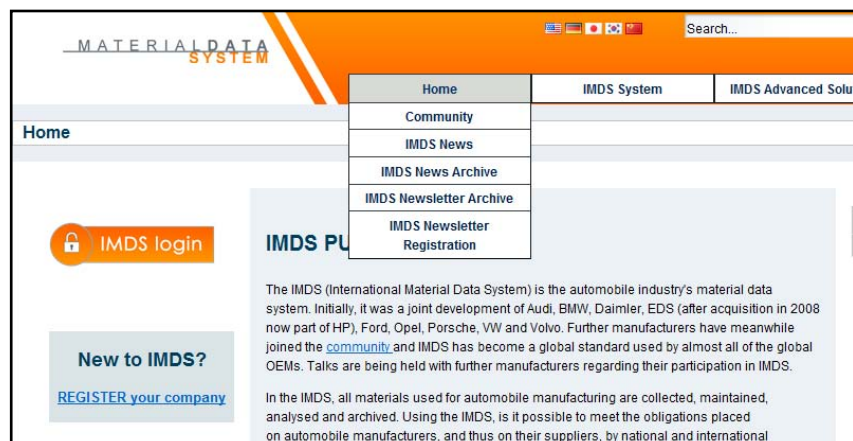 MATERIALDATA
SYSTEM
Search...
Home
IMDS System
IMDS Advanced Solu
Community
IMDS News
IMDS News Archive
IMDS Newsletter Archive
IMDS Newsletter
Registration
Home
IMDS login
IMDS PU
The IMDS (International Material Data System) is the automobile industry's material data
system. Initially, it was a joint development of Audi, BMW, Daimler, EDS (after acquisition in 2008
now part of HP), Ford, Opel, Porsche, VW and Volvo. Further manufacturers have meanwhile
joined the community and IMDS has become a global standard used by almost all of the global
OEMs. Talks are being held with further manufacturers regarding their participation in IMDS.
New to IMDS?
REGISTER your company
In the IMDS, all materials used for automobile manufacturing are collected, maintained,
analysed and archived. Using the IMDS, is it possible to meet the obligations placed
on automobile manufacturers, and thus on their suppliers, by national and international